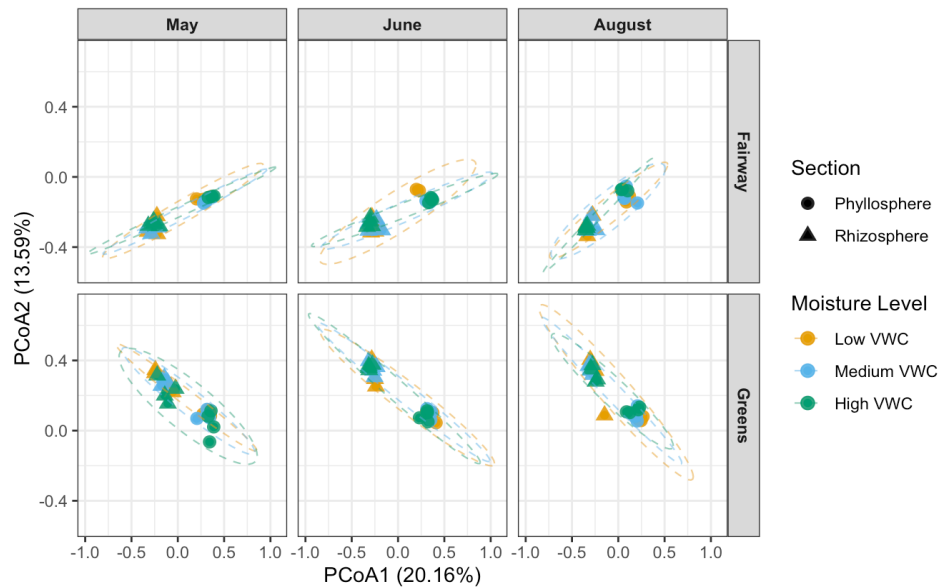 May
June
August
0.4
0.0
-0.4
Fairway
0.4
0.0
-0.4
Greens
-1.0 -0.5 0.0 0.5 1.0
-1.0 -0.5 0.0 0.5 1.0
-1.0 -0.5 0.0 0.5 1.0
PCoA1 (20.16%)
PCoA2 (13.59%)
Section
Phyllosphere
Rhizosphere
Moisture Level
Low VWC
Medium VWC
High VWC